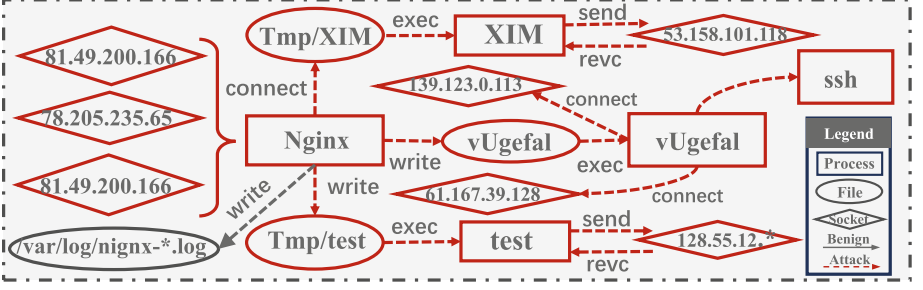 81.49.200.166
78.205.235.65
81.49.200.166
/var/log/nignx-*.log
connect
write
Nginx
Tmp/XIM
exec
XIM
send
revc
53.158.101.118
139.123.0.113
connect
write
vUgefal
exec
vUgefal
ssh
61.167.39.128
connect
write
Tmp/test
exec
test
send
revc
128.55.12.*
Legend
Process
File
Socket
Benign
Attack